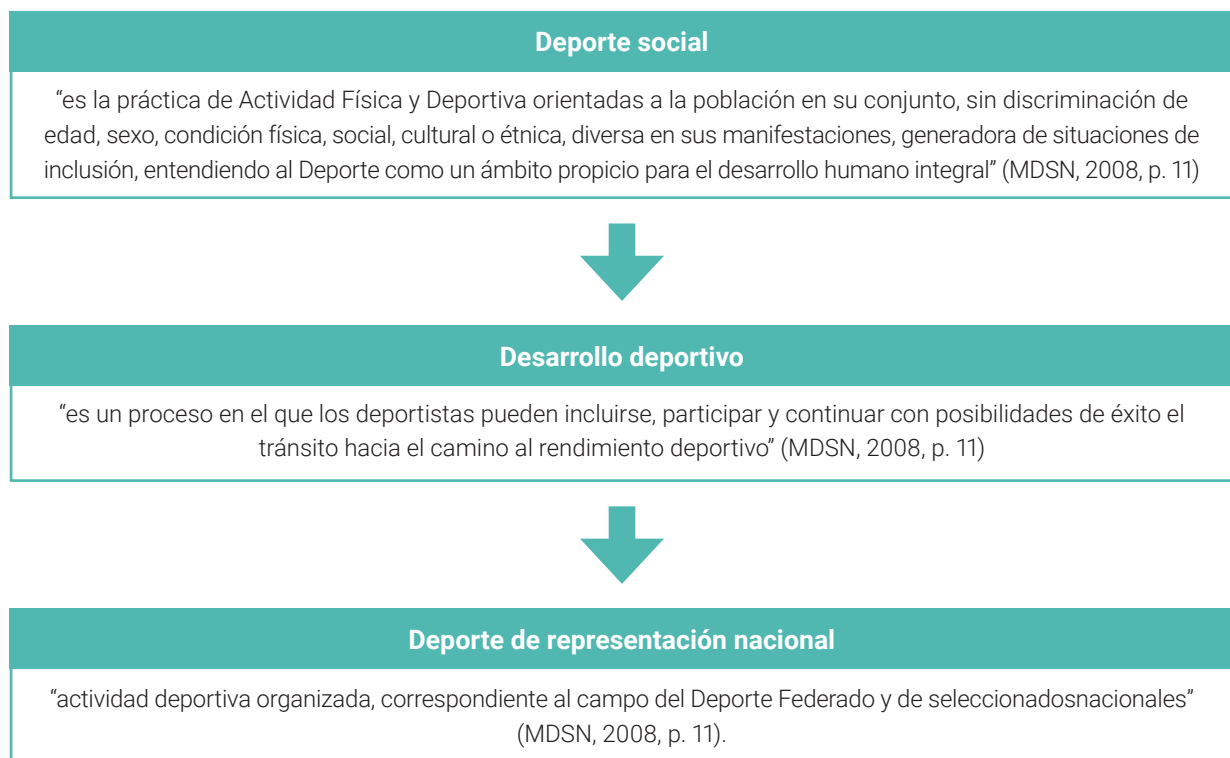 Deporte social
“es la práctica de Actividad Física y Deportiva orientadas a la población en su conjunto, sin discriminación de
edad, sexo, condición física, social, cultural o étnica, diversa en sus manifestaciones, generadora de situaciones de
inclusión, entendiendo al Deporte como un ámbito propicio para el desarrollo humano integral” (MDSN, 2008, p. 11)
Desarrollo deportivo
“es un proceso en el que los deportistas pueden incluirse, participar y continuar con posibilidades de éxito el
tránsito hacia el camino al rendimiento deportivo” (MDSN, 2008, p. 11)
Deporte de representación nacional
“actividad deportiva organizada, correspondiente al campo del Deporte Federado y de seleccionadosnacionales”
(MDSN, 2008, p. 11).